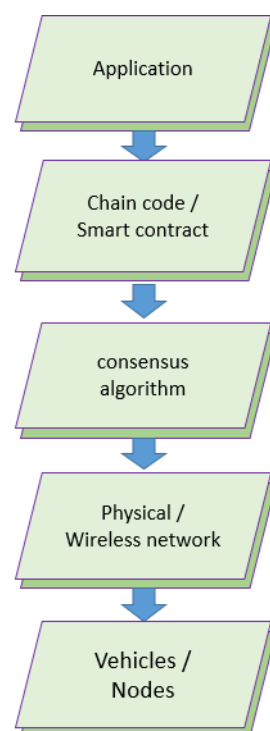 Application
Chain code /
Smart contract
consensus
algorithm
Physical /
Wireless network
Vehicles /
Nodes